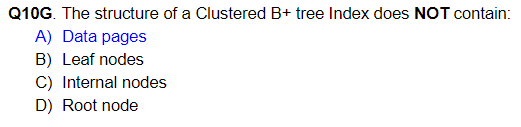 Q10G. The structure of a Clustered B+ tree Index does NOT contain:
A) Data pages
B) Leaf nodes
C) Internal nodes
D) Root node